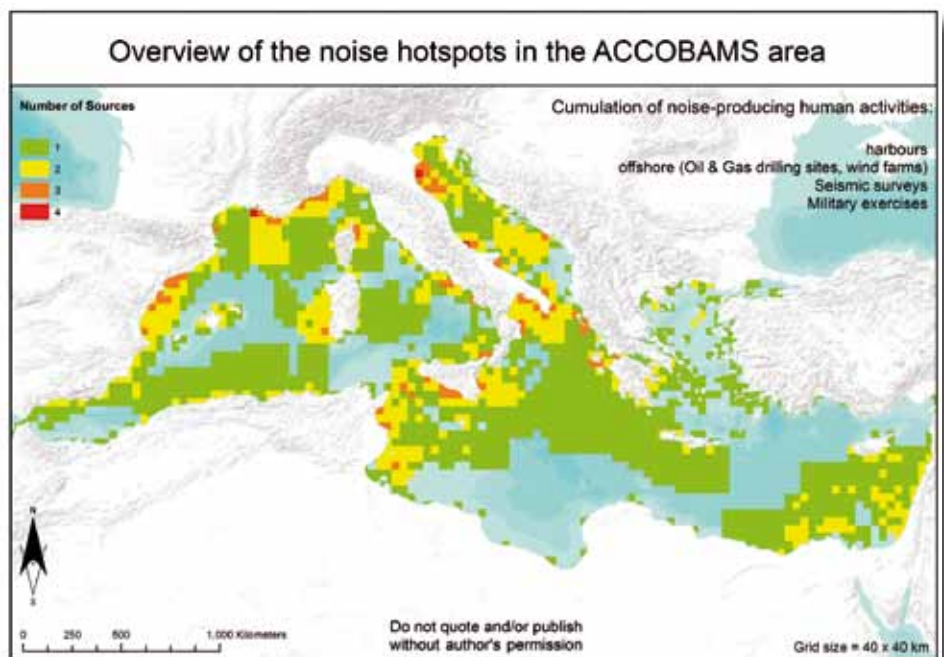 Overview of the noise hotspots in the ACCOBAMS area
Number of Sources
1
2
3
4
Cumulation of noise-producing human activities:
harbours
offshore (Oil & Gas drilling sites, wind farms)
Seismic surveys
Military exercises
N
S
0 250 500 1,000 Kilometers
Do not quote and/or publish
without author's permission
Grid size = 40 x 40 km